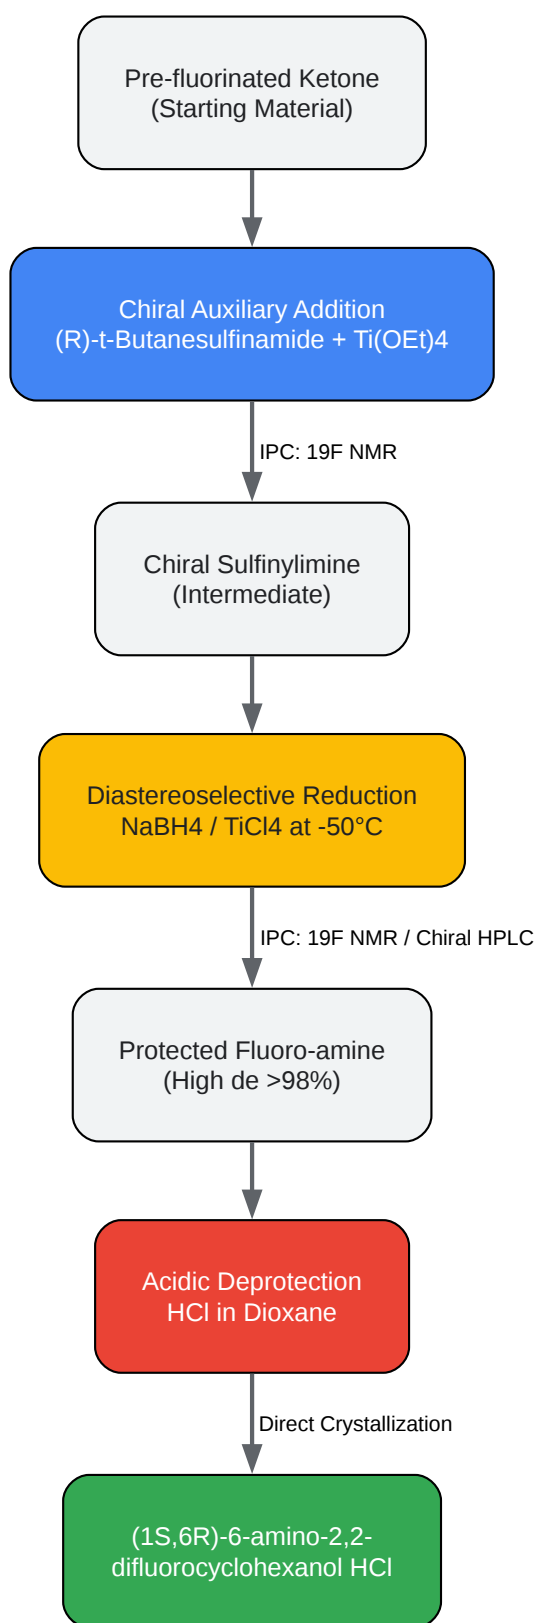 Pre-fluorinated Ketone
(Starting Material)
Chiral Auxiliary Addition
(R)-t-Butanesulfinamide + Ti(OEt)4
IPC: 19F NMR
Chiral Sulfinylimine
(Intermediate)
Diastereoselective Reduction
NaBH4 / TiCl4 at -50°C
IPC: 19F NMR / Chiral HPLC
Protected Fluoro-amine
(High de >98%)
Acidic Deprotection
HCl in Dioxane
Direct Crystallization
(1S,6R)-6-amino-2,2-
difluorocyclohexanol HCl